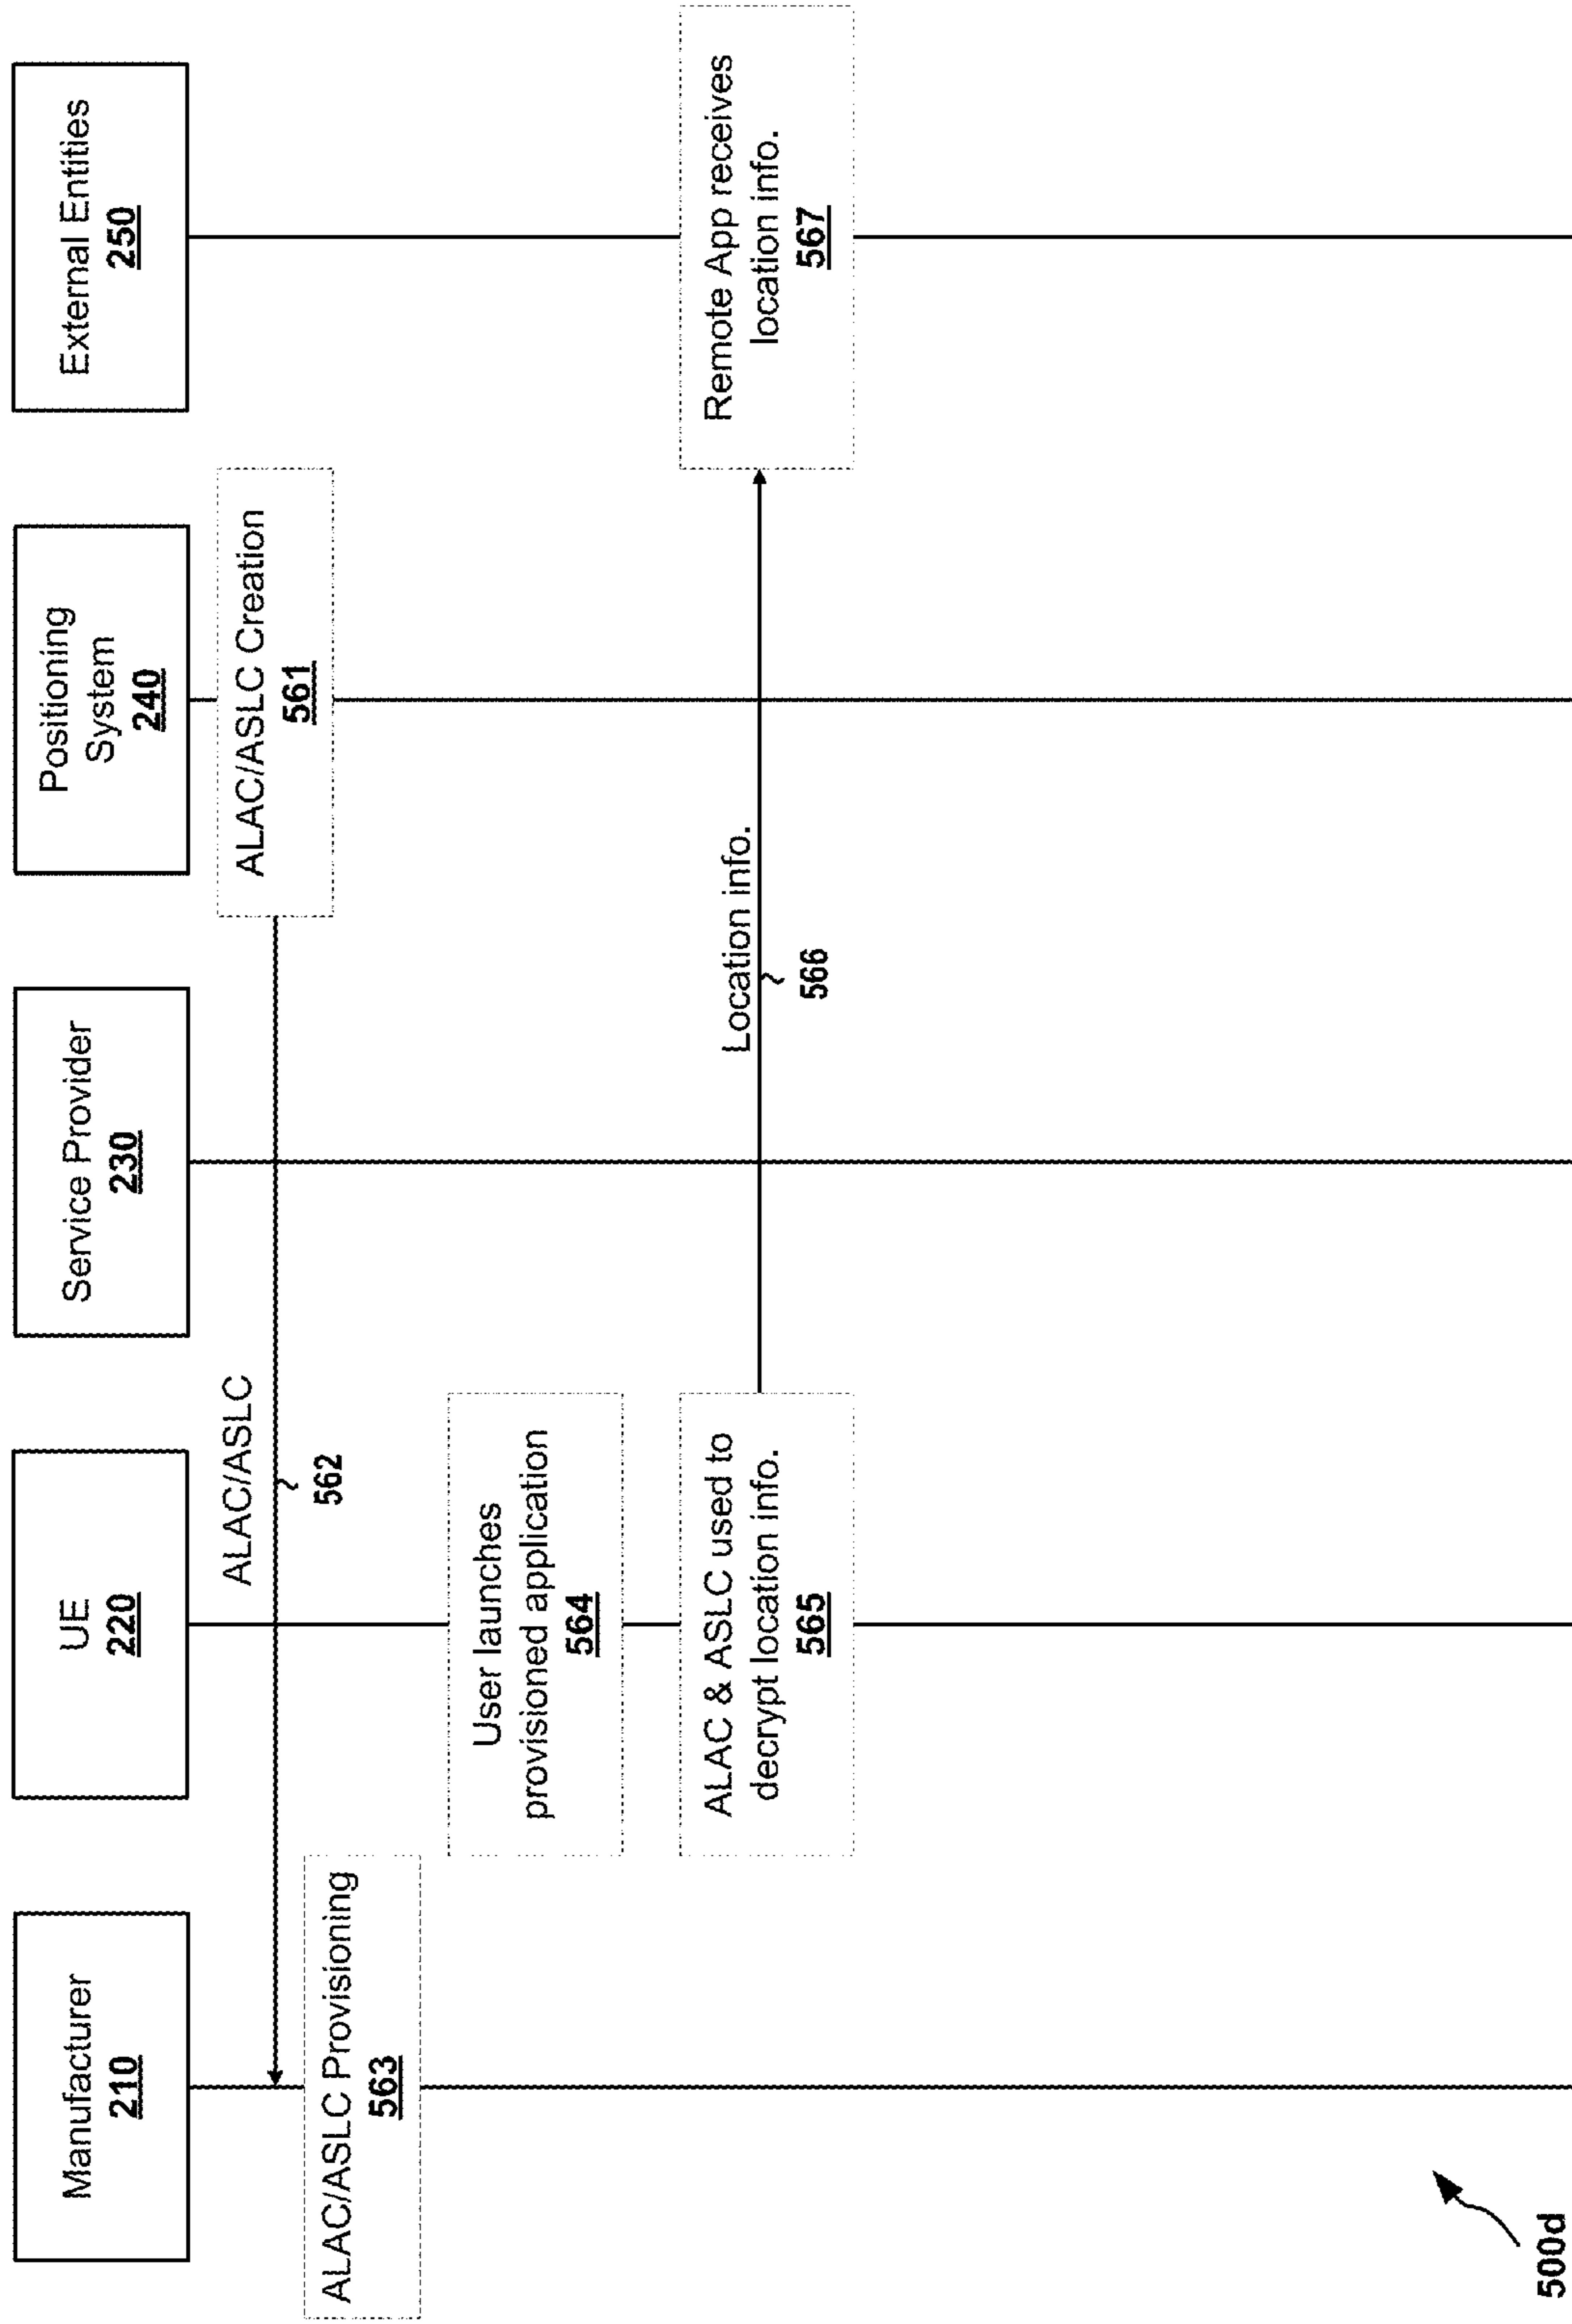 Manufacturer
210
UE
220
Service Provider
230
Positioning
System
240
External Entities
250
ALAC/ASLC Creation
561
ALAC/ASLC
562
ALAC/ASLC Provisioning
563
User launches
provisioned application
564
ALAC & ASLC used to
decrypt location info.
565
Location info.
566
Remote App receives
location info.
567
500d